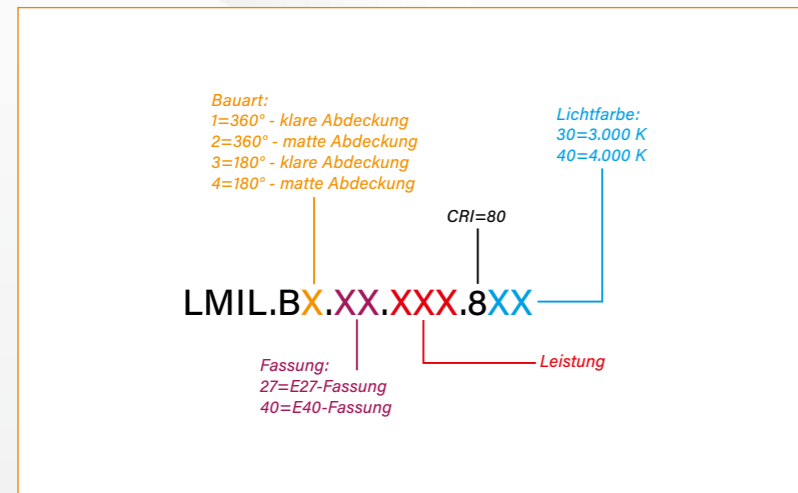 Bauart:
1=360° - klare Abdeckung
2=360° - matte Abdeckung
3=180° - klare Abdeckung
4=180° - matte Abdeckung
Lichtfarbe:
30=3.000 K
40=4.000 K
CRI=80
LMIL.BX.XX.XXX.8XX
Leistung
Fassung:
27=E27-Fassung
40=E40-Fassung